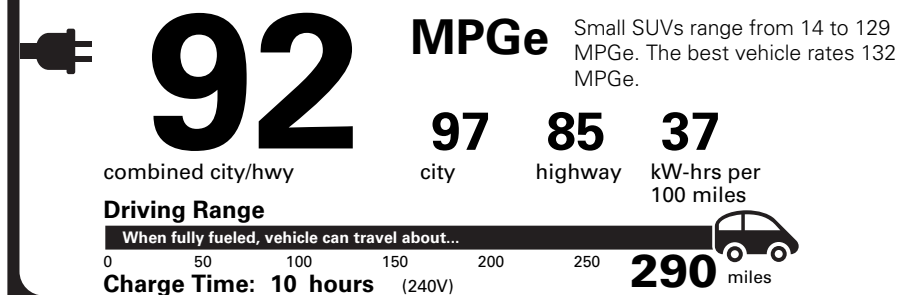 92
MPGe
Small SUVs range from 14 to 129
MPGe. The best vehicle rates 132
MPGe.
combined city/hwy
97
city
85
highway
37
kW-hrs per
100 miles
Driving Range
When fully fueled, vehicle can travel about...
0 50 100 150 200 250 290 miles
Charge Time: 10 hours (240V)